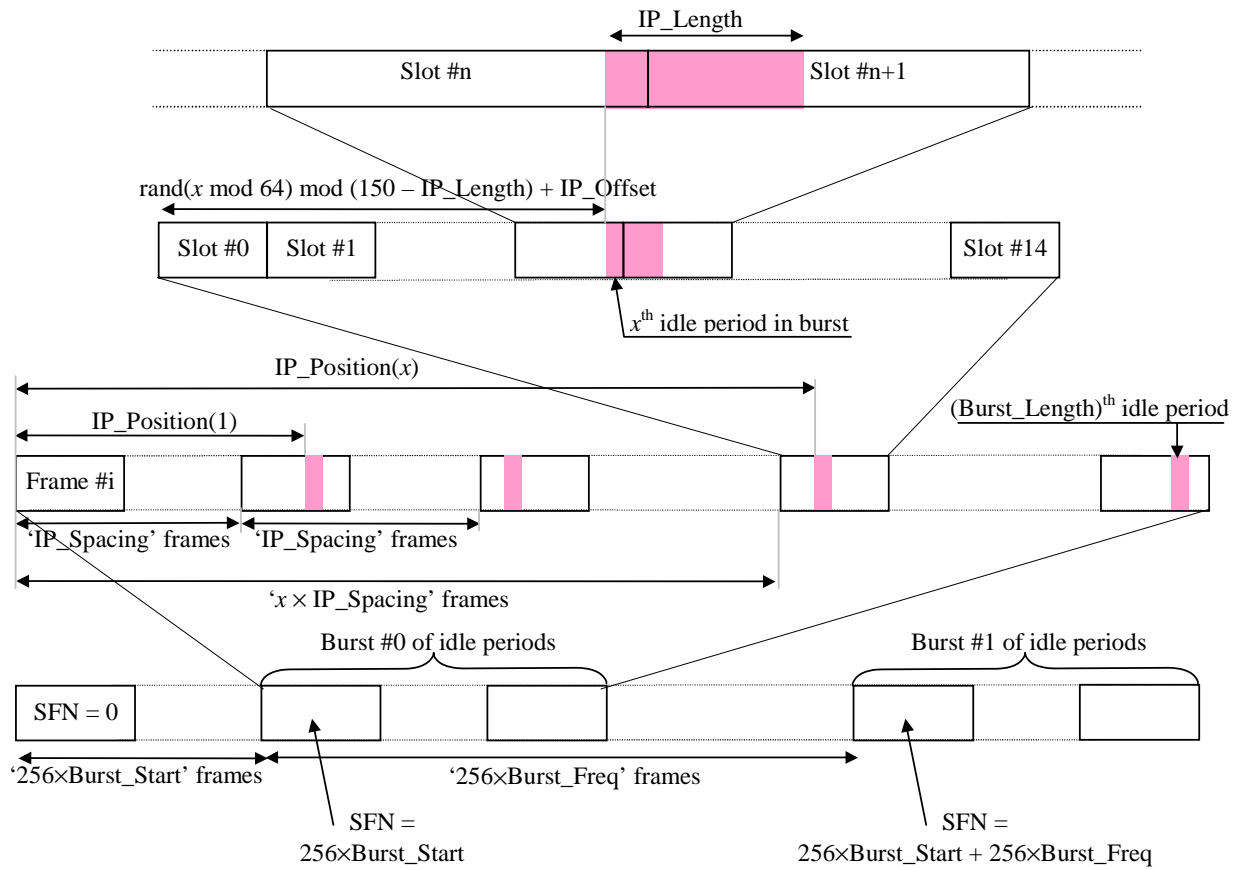 IP_Length
Slot #n
Slot #n+1
rand(x mod 64) mod (150 – IP_Length) + IP_Offset
Slot #0
Slot #1
Slot #14
xth idle period in burst
IP_Position(x)
(Burst_Length)th idle period
IP_Position(1)
Frame #i
‘IP_Spacing’ frames
‘IP_Spacing’ frames
‘x × IP_Spacing’ frames
Burst #0 of idle periods
Burst #1 of idle periods
SFN = 0
‘256×Burst_Start’ frames
‘256×Burst_Freq’ frames
SFN =
256×Burst_Start
SFN =
256×Burst_Start + 256×Burst_Freq